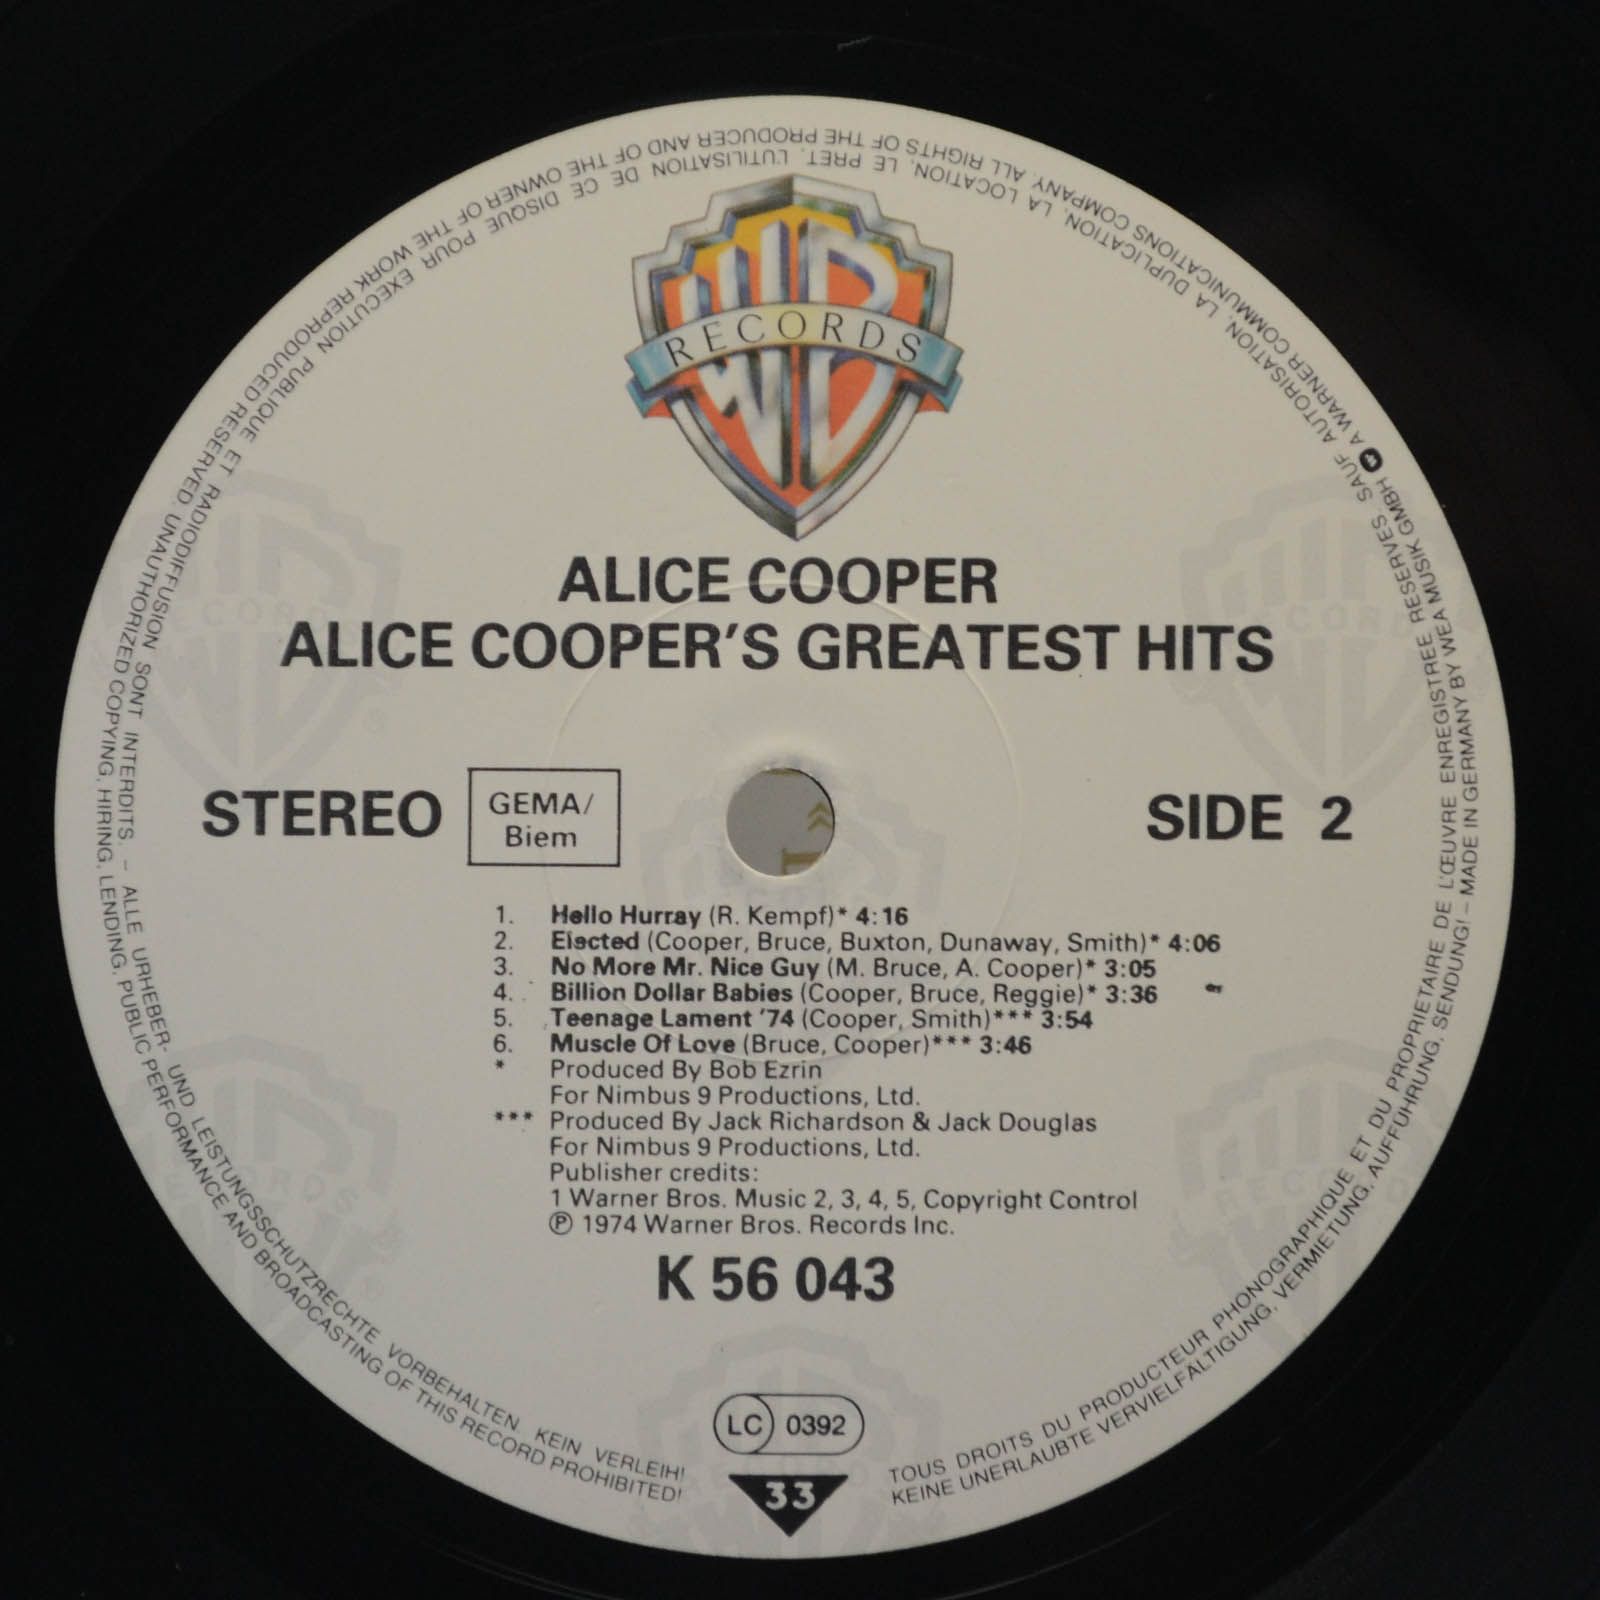 RECORDS
ALICE COOPER
ALICE COOPER'S GREATEST HITS
STEREO
GEMA/
Biem
SIDE 2
1. Hello Hurray (R. Kempf)* 4:16
2. Elected (Cooper, Bruce, Buxton, Dunaway, Smith)* 4:06
3. No More Mr. Nice Guy (M. Bruce, A. Cooper)* 3:05
4. Billion Dollar Babies (Cooper, Bruce, Reggie)* 3:36
5. Teenage Lament '74 (Cooper, Smith)*** 3:54
6. Muscle Of Love (Bruce, Cooper)*** 3:46
* Produced By Bob Ezrin
For Nimbus 9 Productions, Ltd.
*** Produced By Jack Richardson & Jack Douglas
For Nimbus 9 Productions, Ltd.
Publisher credits:
1 Warner Bros. Music 2, 3, 4, 5, Copyright Control
℗ 1974 Warner Bros. Records Inc.
K 56 043
LC 0392
33
TOUS DROITS DU PRODUCTEUR PHONOGRAPHIQUE ET DU PROPRIETAIRE DE L'ŒUVRE ENREGISTREE RESERVES. SAUF AUTORISATION, LA DUPLICATION, LA LOCATION, LE PRET, L'UTILISATION DE CE DISQUE POUR EXECUTION PUBLIQUE ET RADIODIFFUSION SONT INTERDITS. – ALLE URHEBER- UND LEISTUNGSSCHUTZRECHTE VORBEHALTEN. KEIN VERLEIH!
KEINE UNERLAUBTE VERVIELFÄLTIGUNG, VERMIETUNG, AUFFÜHRUNG, SENDUNG! – MADE IN GERMANY BY WEA MUSIK GMBH A WARNER COMMUNICATIONS COMPANY. ALL RIGHTS OF THE PRODUCER AND OF THE OWNER OF THE WORK REPRODUCED RESERVED. UNAUTHORIZED COPYING, HIRING, LENDING, PUBLIC PERFORMANCE AND BROADCASTING OF THIS RECORD PROHIBITED!